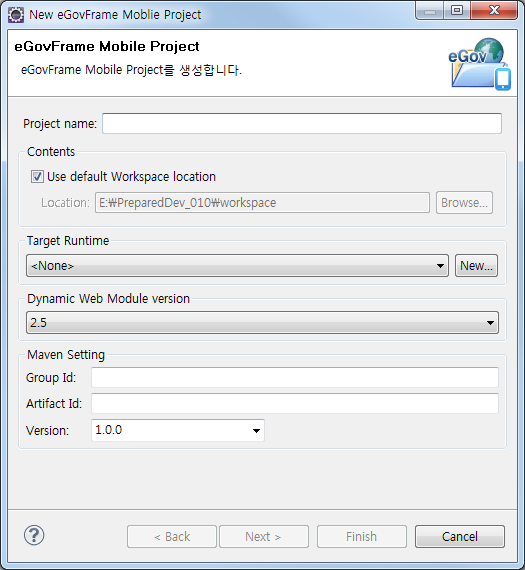 New eGovFrame Moblie Project
eGovFrame Mobile Project
eGovFrame Mobile Project를 생성합니다.
eGov
Project name:
Contents
Use default Workspace location
Location: E:₩PreparedDev_010₩workspace Browse...
Target Runtime
<None> New...
Dynamic Web Module version
2.5
Maven Setting
Group Id:
Artifact Id:
Version: 1.0.0
? < Back Next > Finish Cancel